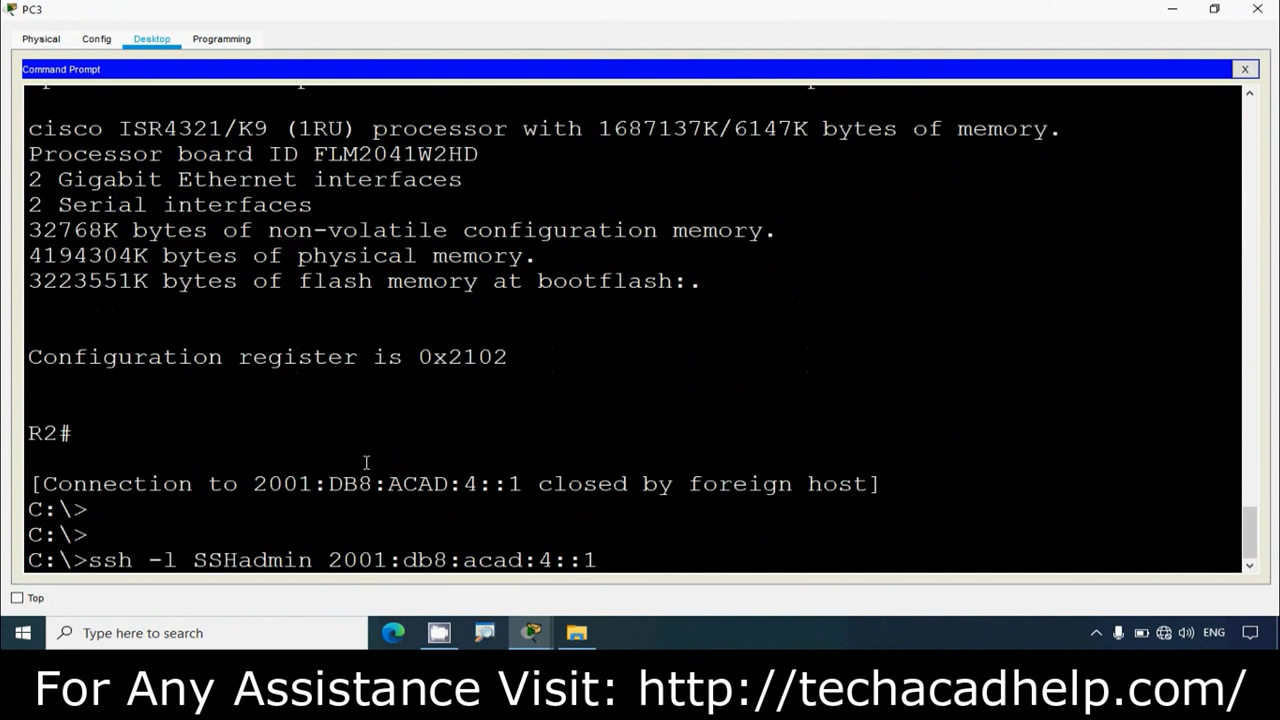 PC3
Physical Config Desktop Programming
Command Prompt X
cisco ISR4321/K9 (1RU) processor with 1687137K/6147K bytes of memory.
Processor board ID FLM2041W2HD
2 Gigabit Ethernet interfaces
2 Serial interfaces
32768K bytes of non-volatile configuration memory.
4194304K bytes of physical memory.
3223551K bytes of flash memory at bootflash:.
Configuration register is 0x2102
R2#
[Connection to 2001:DB8:ACAD:4::1 closed by foreign host]
C:\>
C:\>
C:\>ssh -l SSHadmin 2001:db8:acad:4::1
Top
Type here to search
ENG
For Any Assistance Visit: http://techacadhelp.com/